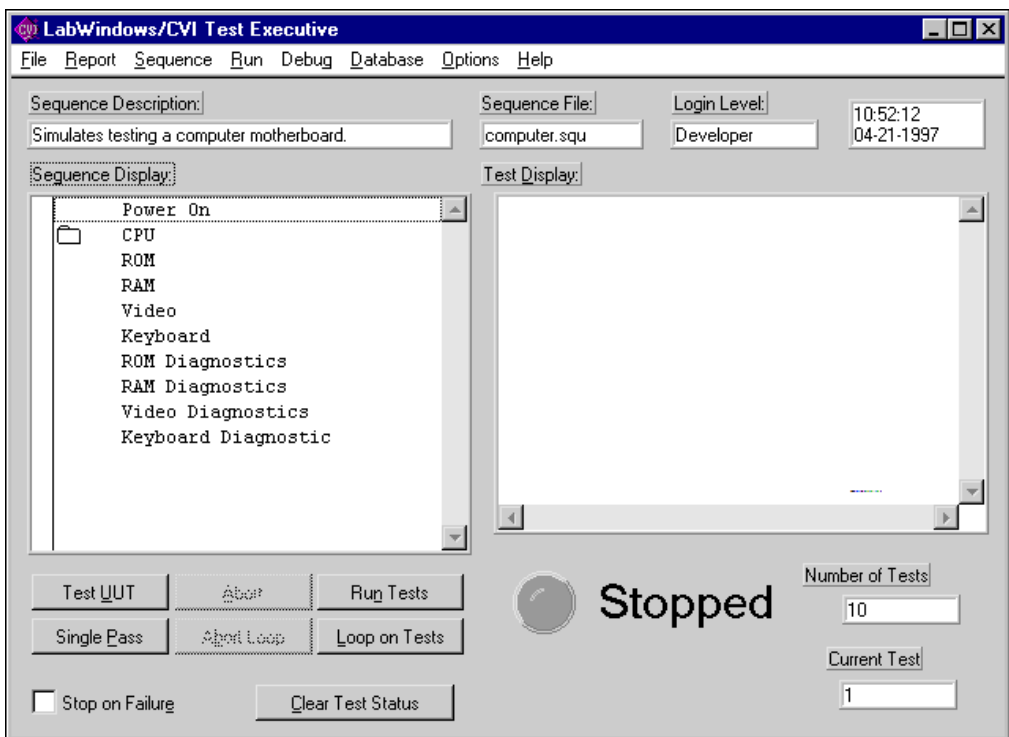 LabWindows/CVI Test Executive
File Report Sequence Run Debug Database Options Help
Sequence Description:
Simulates testing a computer motherboard.
Sequence File:
computer.squ
Login Level:
Developer
10:52:12
04-21-1997
Sequence Display:
Power On
CPU
ROM
RAM
Video
Keyboard
ROM Diagnostics
RAM Diagnostics
Video Diagnostics
Keyboard Diagnostic
Test Display:
Test UUT
Abort
Run Tests
Single Pass
Abort Loop
Loop on Tests
Stop on Failure
Clear Test Status
Stopped
Number of Tests
10
Current Test
1